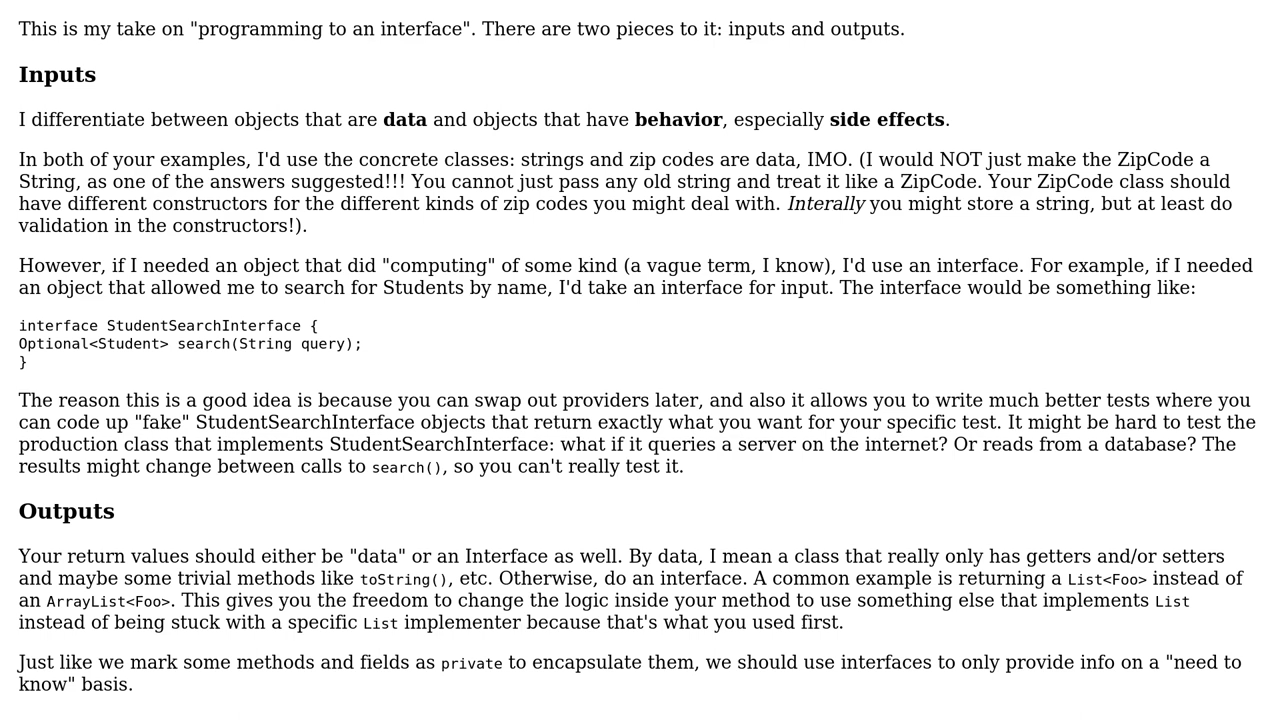 This is my take on "programming to an interface". There are two pieces to it: inputs and outputs.
Inputs
I differentiate between objects that are data and objects that have behavior, especially side effects.
In both of your examples, I'd use the concrete classes: strings and zip codes are data, IMO. (I would NOT just make the ZipCode a
String, as one of the answers suggested!!! You cannot just pass any old string and treat it like a ZipCode. Your ZipCode class should
have different constructors for the different kinds of zip codes you might deal with. Interally you might store a string, but at least do
validation in the constructors!).
However, if I needed an object that did "computing" of some kind (a vague term, I know), I'd use an interface. For example, if I needed
an object that allowed me to search for Students by name, I'd take an interface for input. The interface would be something like:
interface StudentSearchInterface {
Optional<Student> search(String query);
}
The reason this is a good idea is because you can swap out providers later, and also it allows you to write much better tests where you
can code up "fake" StudentSearchInterface objects that return exactly what you want for your specific test. It might be hard to test the
production class that implements StudentSearchInterface: what if it queries a server on the internet? Or reads from a database? The
results might change between calls to search(), so you can't really test it.
Outputs
Your return values should either be "data" or an Interface as well. By data, I mean a class that really only has getters and/or setters
and maybe some trivial methods like toString(), etc. Otherwise, do an interface. A common example is returning a List<Foo> instead of
an ArrayList<Foo>. This gives you the freedom to change the logic inside your method to use something else that implements List
instead of being stuck with a specific List implementer because that's what you used first.
Just like we mark some methods and fields as private to encapsulate them, we should use interfaces to only provide info on a "need to
know" basis.